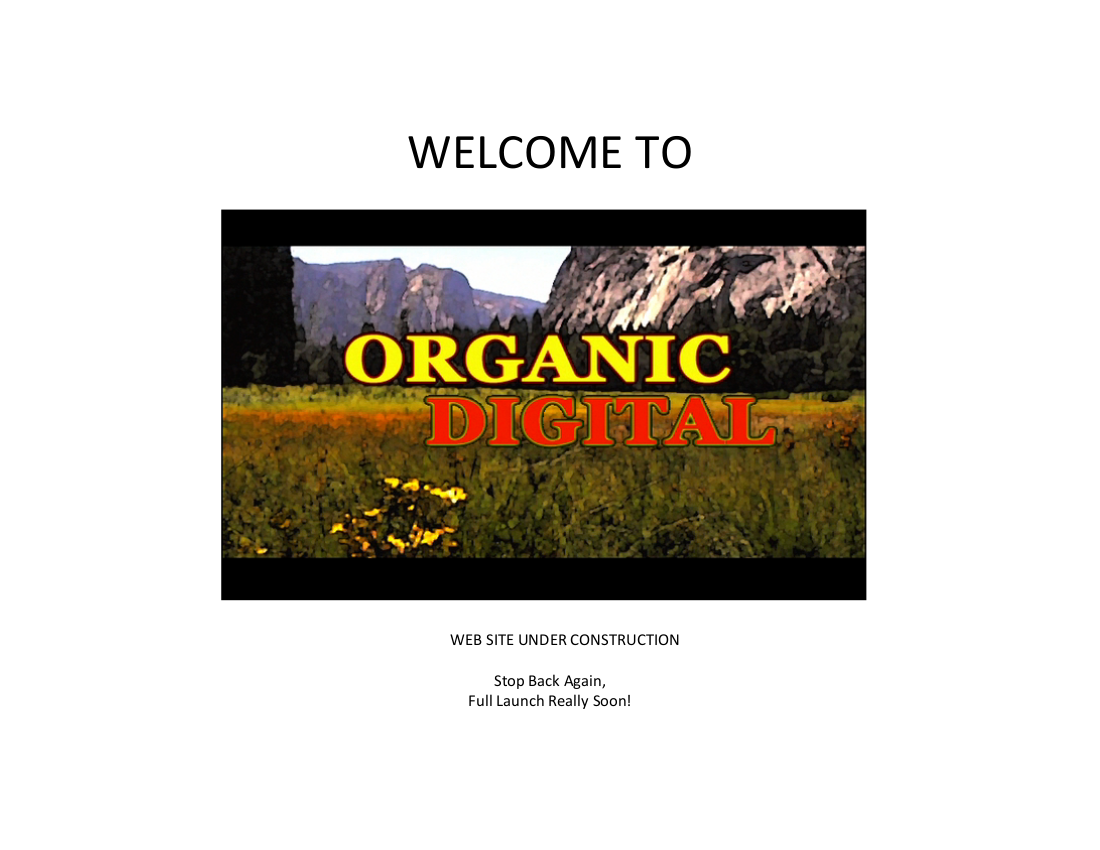 WELCOME TO
ORGANIC
DIGITAL
WEB SITE UNDER CONSTRUCTION
Stop Back Again,
Full Launch Really Soon!